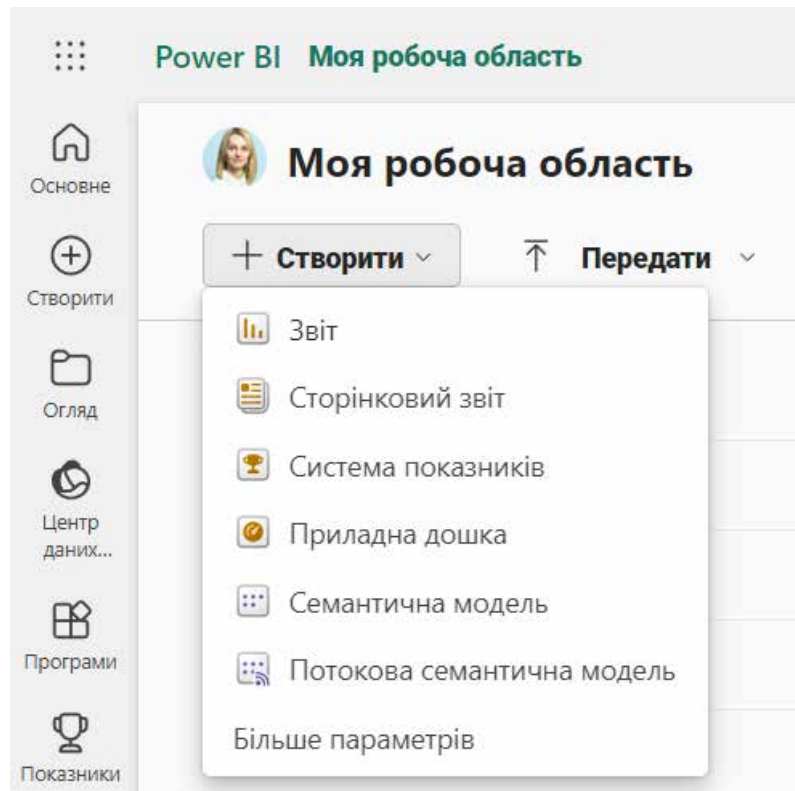 Power BI Моя робоча область
Основне
Створити
Огляд
Центр
даних...
Програми
Показники
Моя робоча область
Створити
Передати
Звіт
Сторінковий звіт
Система показників
Приладна дошка
Семантична модель
Потокова семантична модель
Більше параметрів